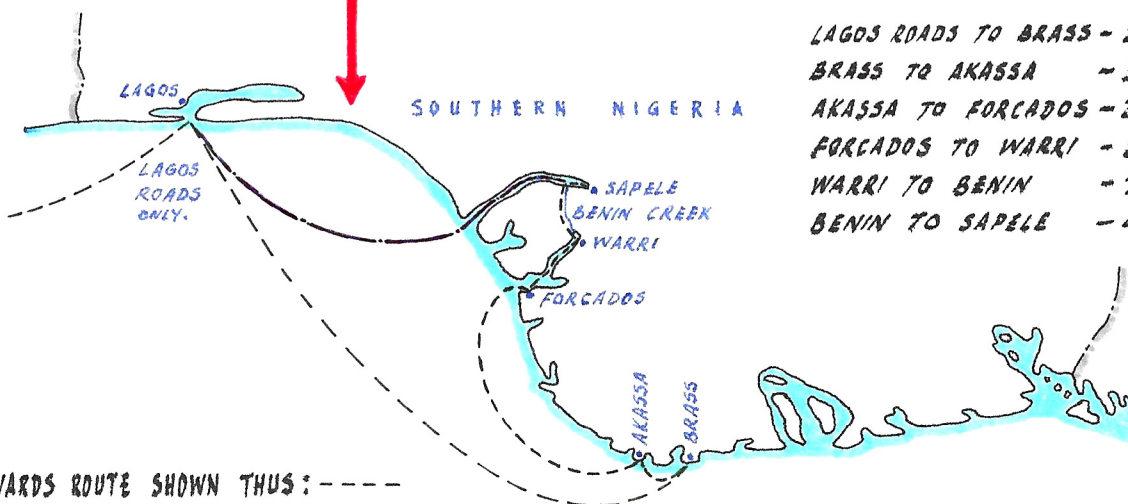 LAGOS ROADS TO BRASS -
BRASS TO AKASSA -
AKASSA TO FORCADOS -
FORCADOS TO WARRI -
WARRI TO BENIN -
BENIN TO SAPELE -
LAGOS
SOUTHERN NIGERIA
LAGOS
ROADS
ONLY.
SAPELE
BENIN CREEK
WARRI
FORCADOS
AKASSA
BRASS
ROUTE SHOWN THUS: ----